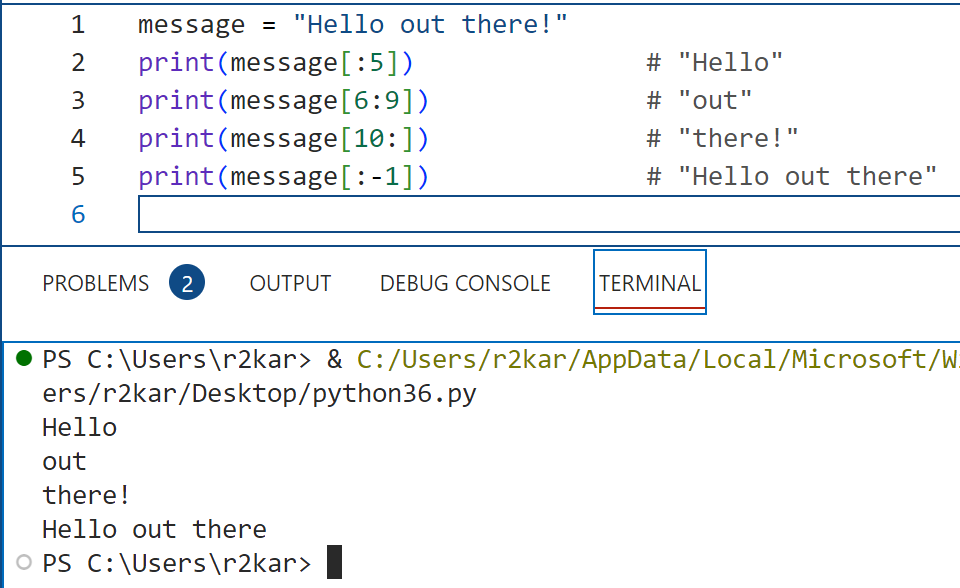 1 message = "Hello out there!"
2 print(message[:5]) # "Hello"
3 print(message[6:9]) # "out"
4 print(message[10:]) # "there!"
5 print(message[:-1]) # "Hello out there"
6
PROBLEMS 2 OUTPUT DEBUG CONSOLE TERMINAL
PS C:\Users\r2kar> & C:/Users/r2kar/AppData/Local/Microsoft/W
ers/r2kar/Desktop/python36.py
Hello
out
there!
Hello out there
PS C:\Users\r2kar>